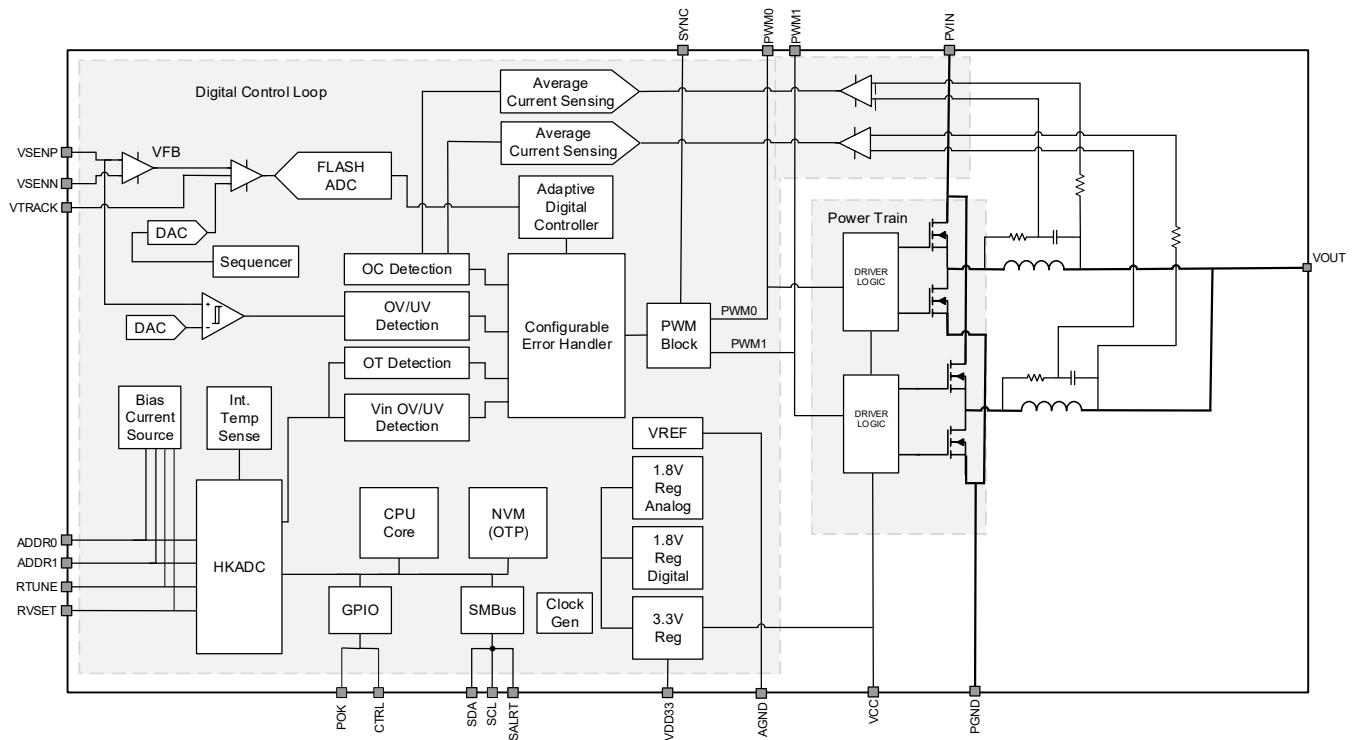 SYNC
PWM0
PWM1
PVIN
Digital Control Loop
Average
Current Sensing
Average
Current Sensing
VSENP
VSENN
VTRACK
VFB
FLASH
ADC
Adaptive
Digital
Controller
DAC
Sequencer
Power Train
DRIVER
LOGIC
VOUT
OC Detection
OV/UV
Detection
DAC
+
-
Configurable
Error Handler
PWM
Block
PWM0
PWM1
OT Detection
Vin OV/UV
Detection
DRIVER
LOGIC
Bias
Current
Source
Int.
Temp
Sense
VREF
1.8V
Reg
Analog
1.8V
Reg
Digital
3.3V
Reg
CPU
Core
NVM
(OTP)
ADDR0
ADDR1
RTUNE
RVSET
HKADC
GPIO
SMBus
Clock
Gen
POK
CTRL
SDA
SCL
SALRT
VDD33
AGND
VCC
PGND